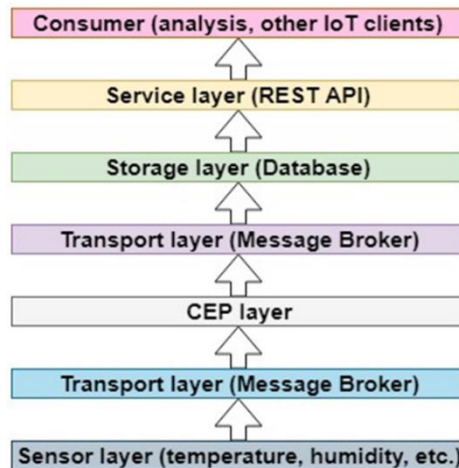 Consumer (analysis, other IoT clients)
Service layer (REST API)
Storage layer (Database)
Transport layer (Message Broker)
CEP layer
Transport layer (Message Broker)
Sensor layer (temperature, humidity, etc.)